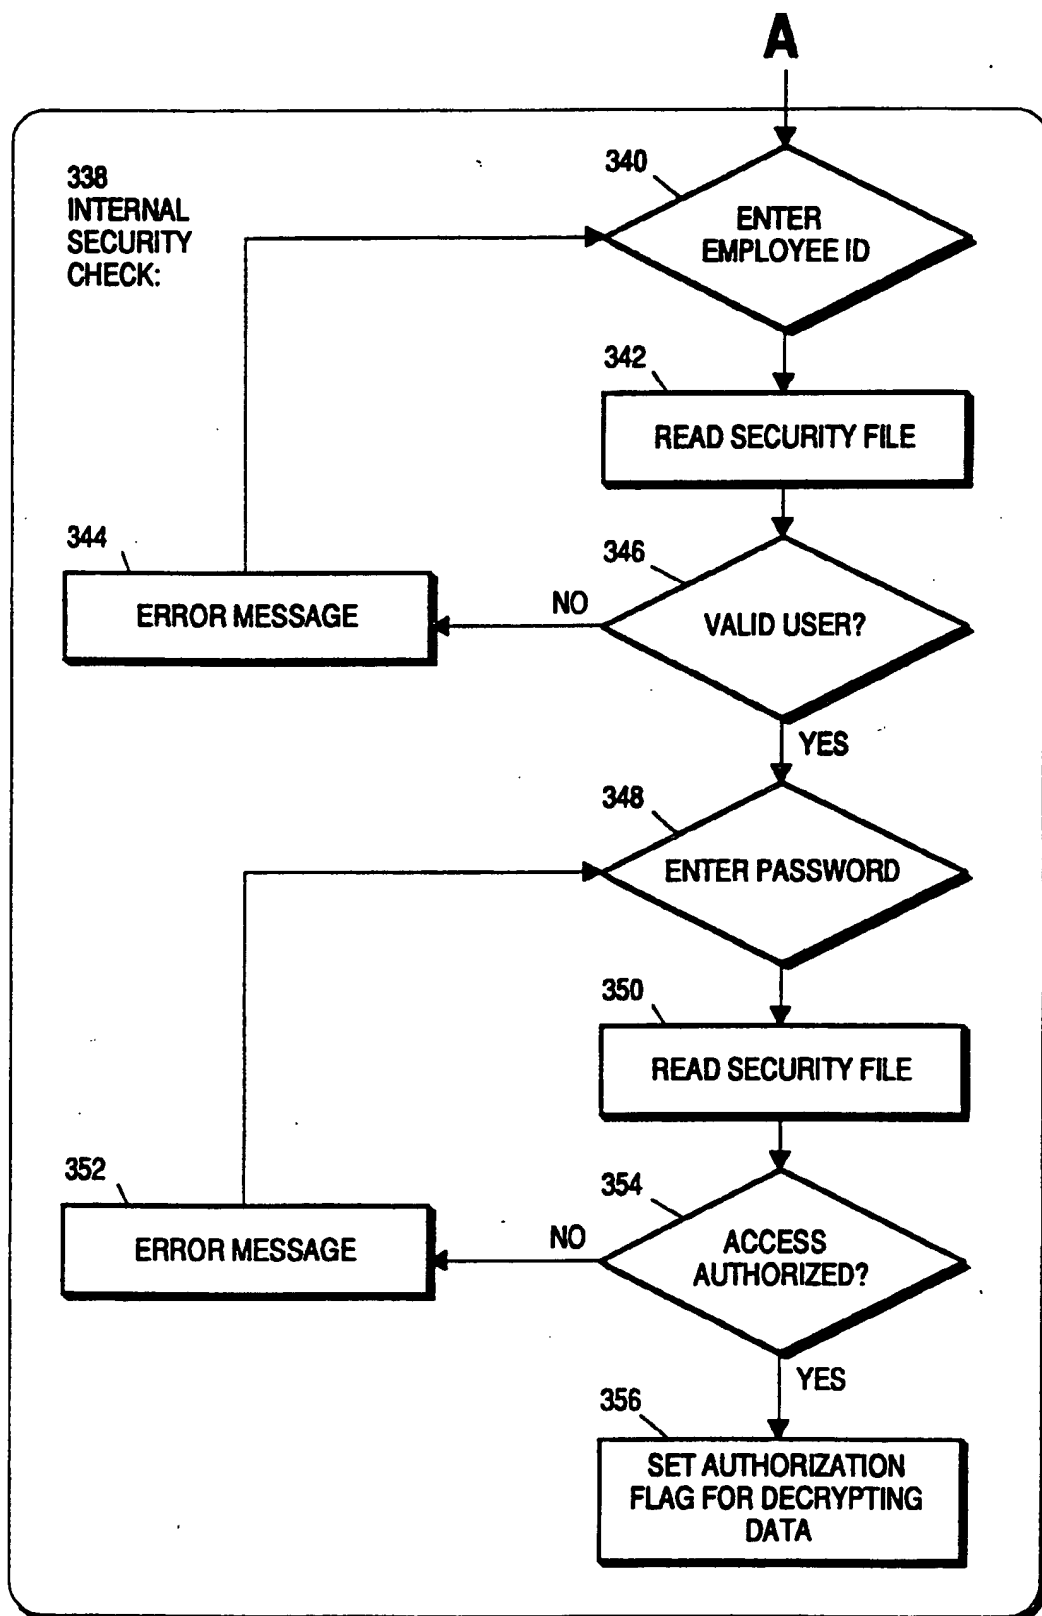 A
338
INTERNAL
SECURITY
CHECK:
340
ENTER
EMPLOYEE ID
342
READ SECURITY FILE
344
ERROR MESSAGE
346
NO
VALID USER?
YES
348
ENTER PASSWORD
350
READ SECURITY FILE
352
ERROR MESSAGE
354
NO
ACCESS
AUTHORIZED?
YES
356
SET AUTHORIZATION
FLAG FOR DECRYPTING
DATA